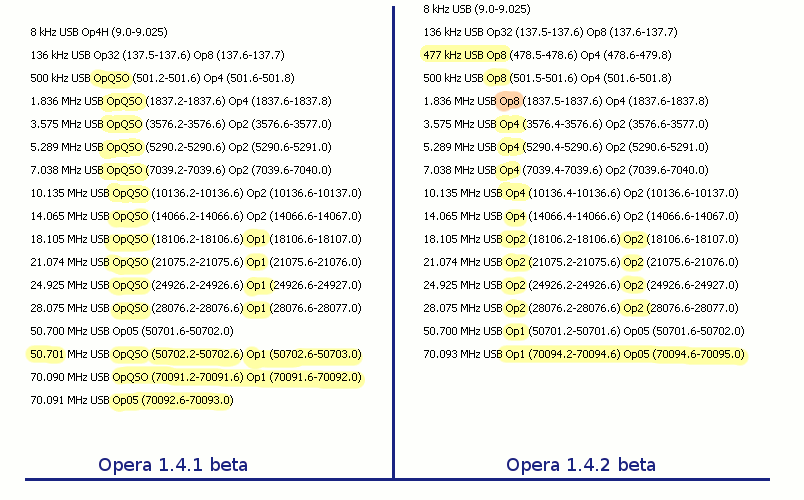 8 kHz USB Op4H (9.0-9.025)
136 kHz USB Op32 (137.5-137.6) Op8 (137.6-137.7)
500 kHz USB OpQSO (501.2-501.6) Op4 (501.6-501.8)
1.836 MHz USB OpQSO (1837.2-1837.6) Op4 (1837.6-1837.8)
3.575 MHz USB OpQSO (3576.2-3576.6) Op2 (3576.6-3577.0)
5.289 MHz USB OpQSO (5290.2-5290.6) Op2 (5290.6-5291.0)
7.038 MHz USB OpQSO (7039.2-7039.6) Op2 (7039.6-7040.0)
10.135 MHz USB OpQSO (10136.2-10136.6) Op2 (10136.6-10137.0)
14.065 MHz USB OpQSO (14066.2-14066.6) Op2 (14066.6-14067.0)
18.105 MHz USB OpQSO (18106.2-18106.6) Op1 (18106.6-18107.0)
21.074 MHz USB OpQSO (21075.2-21075.6) Op1 (21075.6-21076.0)
24.925 MHz USB OpQSO (24926.2-24926.6) Op1 (24926.6-24927.0)
28.075 MHz USB OpQSO (28076.2-28076.6) Op1 (28076.6-28077.0)
50.700 MHz USB Op05 (50701.6-50702.0)
50.701 MHz USB OpQSO (50702.2-50702.6) Op1 (50702.6-50703.0)
70.090 MHz USB OpQSO (70091.2-70091.6) Op1 (70091.6-70092.0)
70.091 MHz USB Op05 (70092.6-70093.0)
Opera 1.4.1 beta
8 kHz USB (9.0-9.025)
136 kHz USB Op32 (137.5-137.6) Op8 (137.6-137.7)
477 kHz USB Op8 (478.5-478.6) Op4 (478.6-479.8)
500 kHz USB Op8 (501.5-501.6) Op4 (501.6-501.8)
1.836 MHz USB Op8 (1837.5-1837.6) Op4 (1837.6-1837.8)
3.575 MHz USB Op4 (3576.4-3576.6) Op2 (3576.6-3577.0)
5.289 MHz USB Op4 (5290.4-5290.6) Op2 (5290.6-5291.0)
7.038 MHz USB Op4 (7039.4-7039.6) Op2 (7039.6-7040.0)
10.135 MHz USB Op4 (10136.4-10136.6) Op2 (10136.6-10137.0)
14.065 MHz USB Op4 (14066.4-14066.6) Op2 (14066.6-14067.0)
18.105 MHz USB Op2 (18106.2-18106.6) Op2 (18106.6-18107.0)
21.074 MHz USB Op2 (21075.2-21075.6) Op2 (21075.6-21076.0)
24.925 MHz USB Op2 (24926.2-24926.6) Op2 (24926.6-24927.0)
28.075 MHz USB Op2 (28076.2-28076.6) Op2 (28076.6-28077.0)
50.700 MHz USB Op1 (50701.2-50701.6) Op05 (50701.6-50702.0)
70.093 MHz USB Op1 (70094.2-70094.6) Op05 (70094.6-70095.0)
Opera 1.4.2 beta